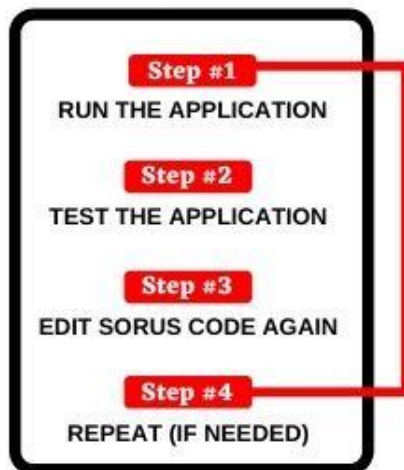 Step #1
RUN THE APPLICATION
Step #2
TEST THE APPLICATION
Step #3
EDIT SORUS CODE AGAIN
Step #4
REPEAT (IF NEEDED)